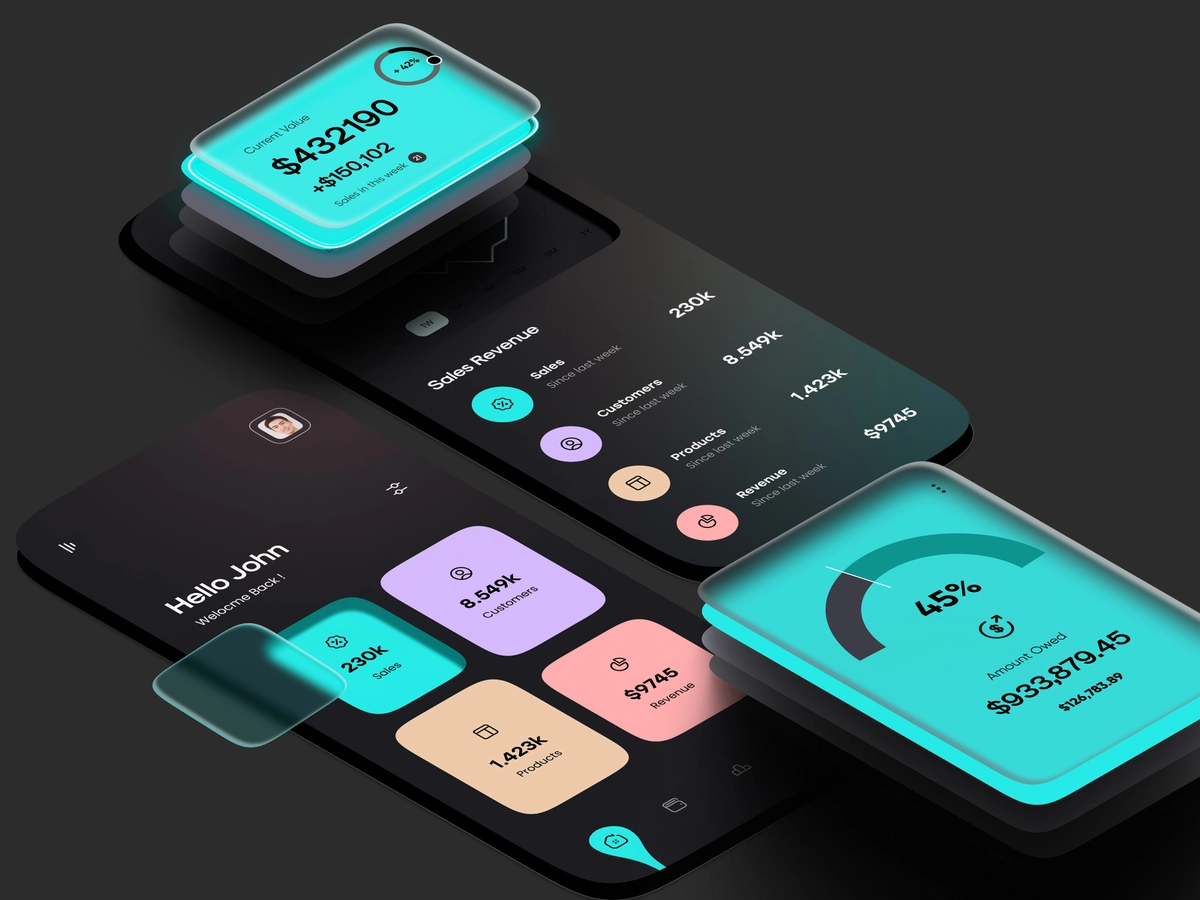 + 42%
Current Value
$432190
+$150,102
Sales in this week
21
1W
1Y
Sales Revenue
Sales
Since last week
230k
Customers
Since last week
8.549k
Products
Since last week
1.423k
Revenue
Since last week
$9745
Hello John
Welocme Back !
8.549k
Customers
230k
Sales
$9745
Revenue
1.423k
Products
45%
Amount Owed
$933,879.45
$126,783.89